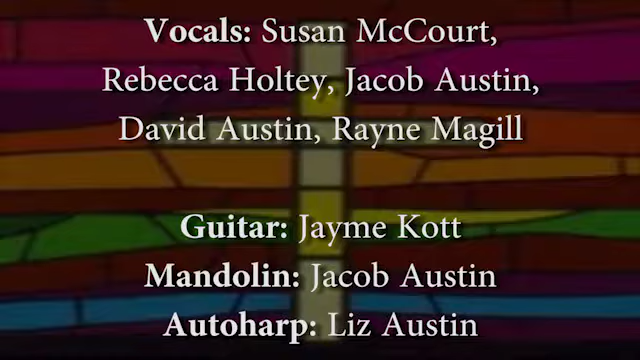 Vocals: Susan McCourt,
Rebecca Holtey, Jacob Austin,
David Austin, Rayne Magill
Guitar: Jayme Kott
Mandolin: Jacob Austin
Autoharp: Liz Austin